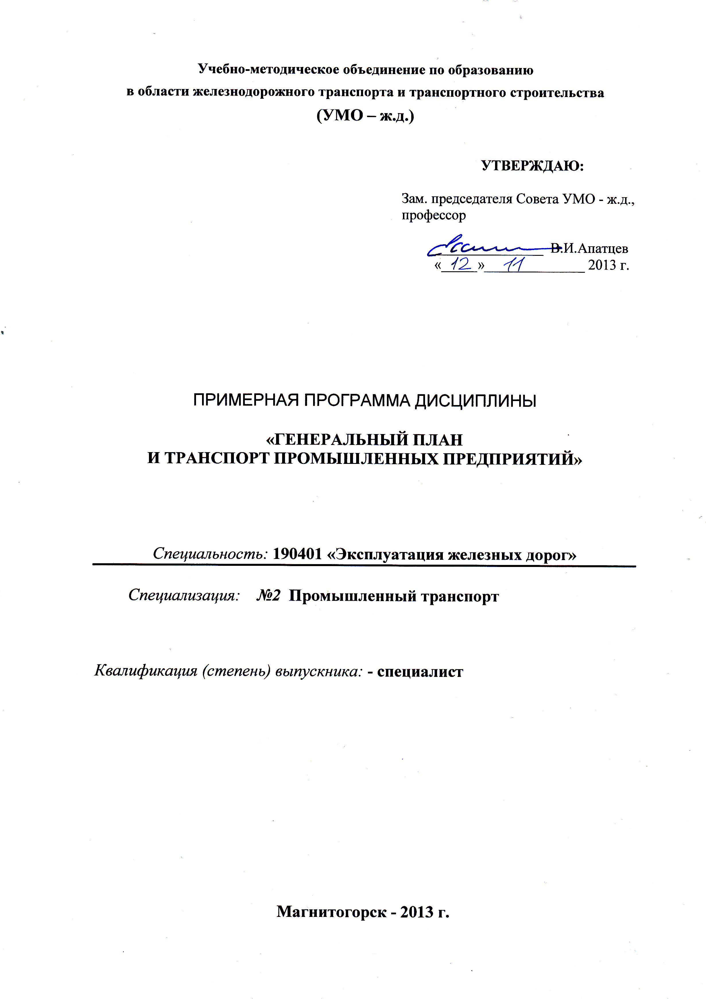 Учебно-методическое объединение по образованию
в области железнодорожного транспорта и транспортного строительства
(УМО – ж.д.)
УТВЕРЖДАЮ:
Зам. председателя Совета УМО - ж.д.,
профессор
В.И.Апатцев
«12» 11 2013 г.
ПРИМЕРНАЯ ПРОГРАММА ДИСЦИПЛИНЫ
«ГЕНЕРАЛЬНЫЙ ПЛАН
И ТРАНСПОРТ ПРОМЫШЛЕННЫХ ПРЕДПРИЯТИЙ»
Специальность: 190401 «Эксплуатация железных дорог»
Специализация: №2 Промышленный транспорт
Квалификация (степень) выпускника: - специалист
Магнитогорск - 2013 г.